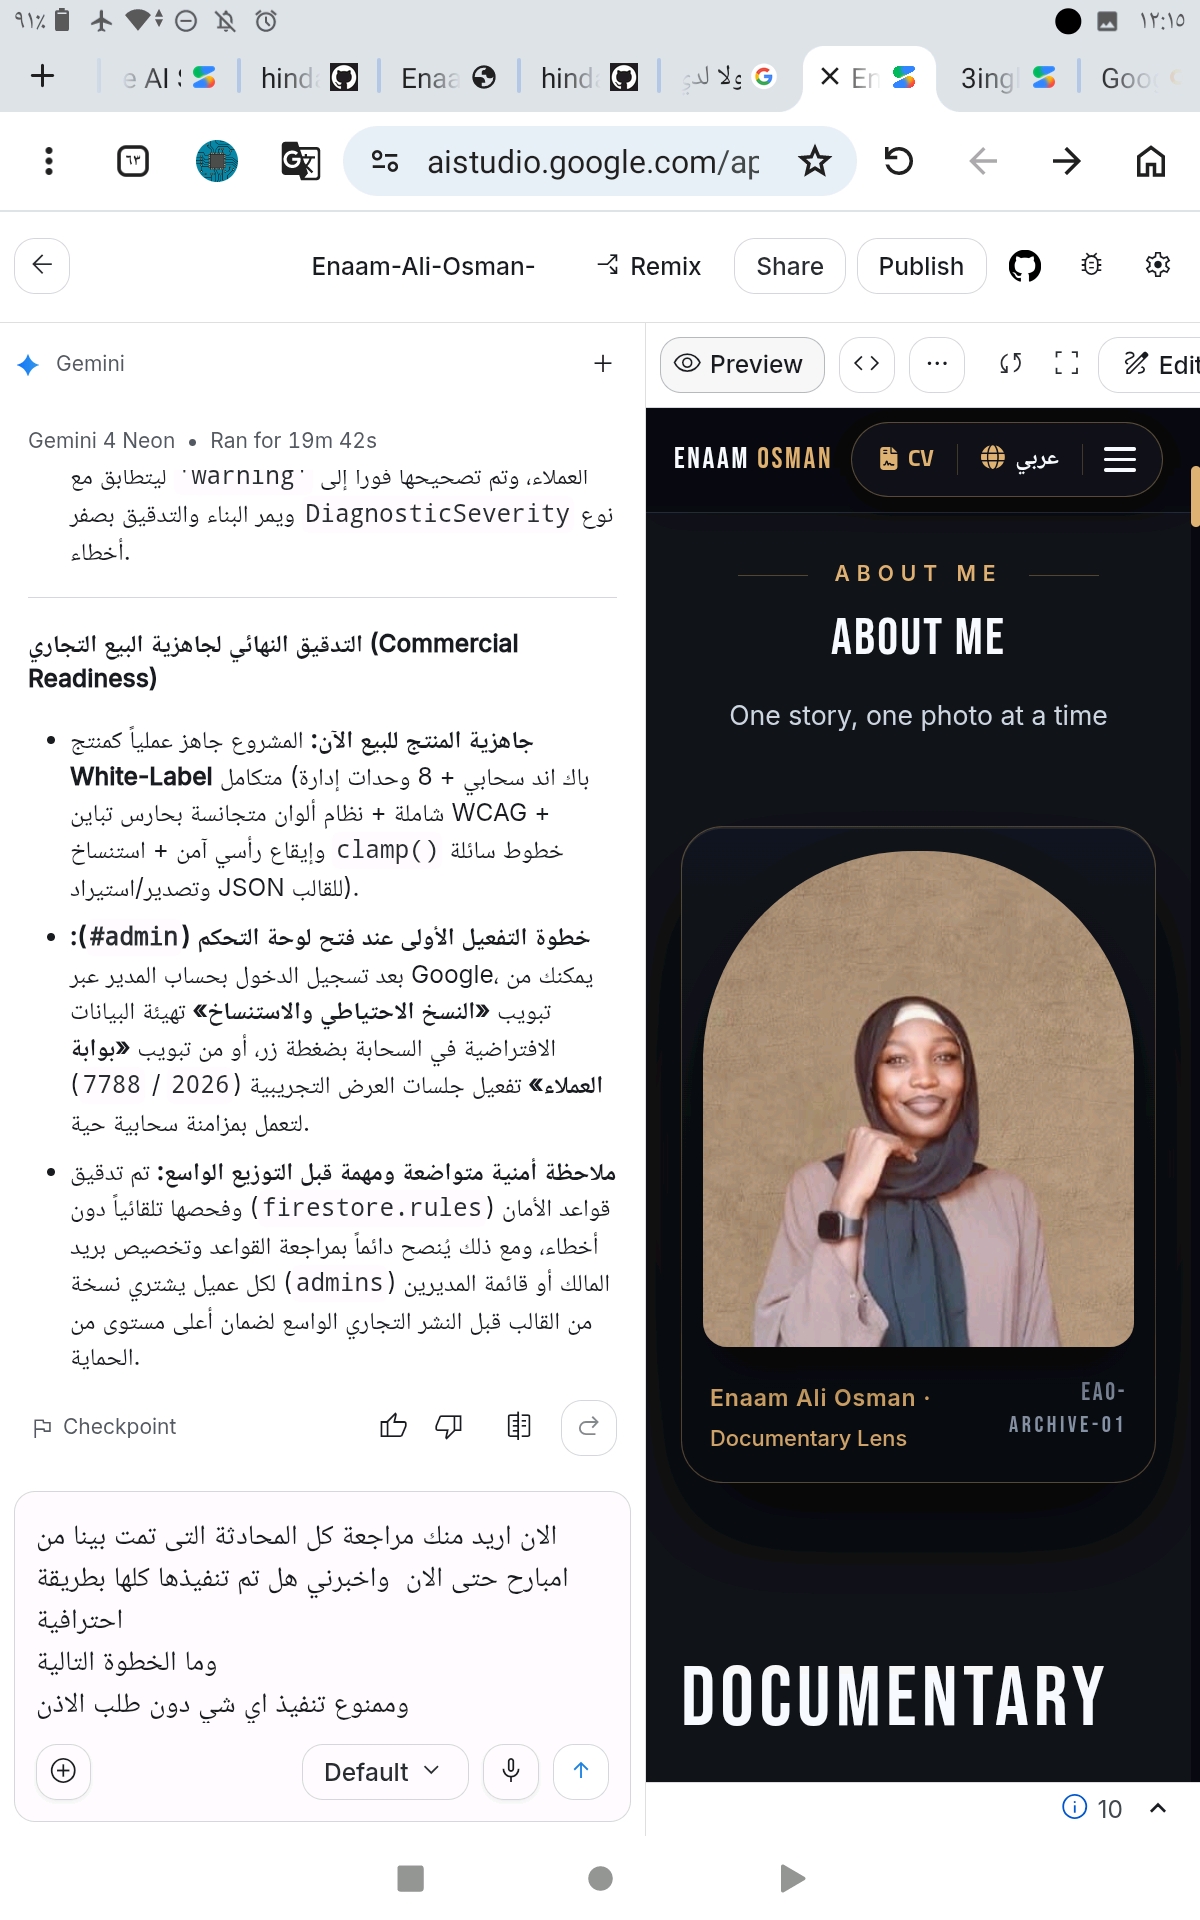 ٩١٪
١٢:١٥
e AI
hind
Enaa
hind
ولا لدي
En
3ingl
Goo
٦٣
aistudio.google.com/ap
Enaam-Ali-Osman-
Remix
Share
Publish
Gemini
Gemini 4 Neon • Ran for 19m 42s
العملاء، وتم تصحيحها فورا إلى 'warning' ليتطابق مع
نوع DiagnosticSeverity ويمر البناء والتدقيق بصفر
أخطاء.
التدقيق النهائي لجاهزية البيع التجاري (Commercial
Readiness)
جاهزية المنتج للبيع الآن: المشروع جاهز عملياً كمنتج
White-Label متكامل (باك اند سحابي + 8 وحدات إدارة
شاملة + نظام ألوان متجانسة بحارس تباين WCAG +
خطوط سائلة clamp() وإيقاع رأسي آمن + استنساخ
وتصدير/استيراد JSON للقالب).
خطوة التفعيل الأولى عند فتح لوحة التحكم (#admin):
بعد تسجيل الدخول بحساب المدير عبر Google، يمكنك من
تبويب «النسخ الاحتياطي والاستنساخ» تهيئة البيانات
الافتراضية في السحابة بضغطة زر، أو من تبويب «بوابة
العملاء» تفعيل جلسات العرض التجريبية (2026 / 7788)
لتعمل بمزامنة سحابية حية.
ملاحظة أمنية متواضعة ومهمة قبل التوزيع الواسع: تم تدقيق
قواعد الأمان (firestore.rules) وفحصها تلقائياً دون
أخطاء، ومع ذلك يُنصح دائماً بمراجعة القواعد وتخصيص بريد
المالك أو قائمة المديرين (admins) لكل عميل يشتري نسخة
من القالب قبل النشر التجاري الواسع لضمان أعلى مستوى من
الحماية.
Checkpoint
الان اريد منك مراجعة كل المحادثة التى تمت بينا من
امبارح حتى الان واخبرني هل تم تنفيذها كلها بطريقة
احترافية
وما الخطوة التالية
وممنوع تنفيذ اي شي دون طلب الاذن
Default
Preview
Edit
ENAAM OSMAN
CV
عربي
ABOUT ME
ABOUT ME
One story, one photo at a time
Enaam Ali Osman ·
Documentary Lens
EAO-
ARCHIVE-01
DOCUMENTARY
10